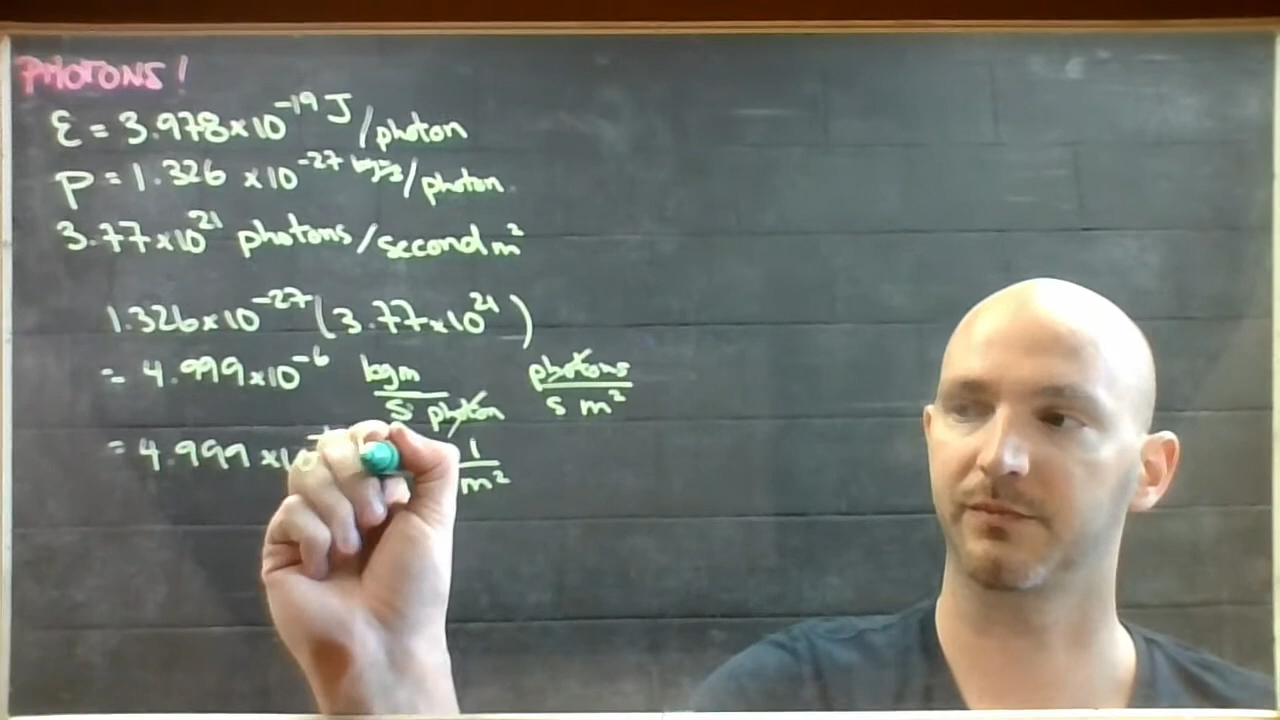 PHOTONS!
ε = 3.978×10⁻¹⁹ J/photon
p = 1.326 ×10⁻²⁷ kgm/s/photon
3.77×10²¹ photons/second m²
1.326×10⁻²⁷(3.77×10²¹)
= 4.999×10⁻⁶ kgm/s photon photons/s m²
= 4.999 ×10 1/m²